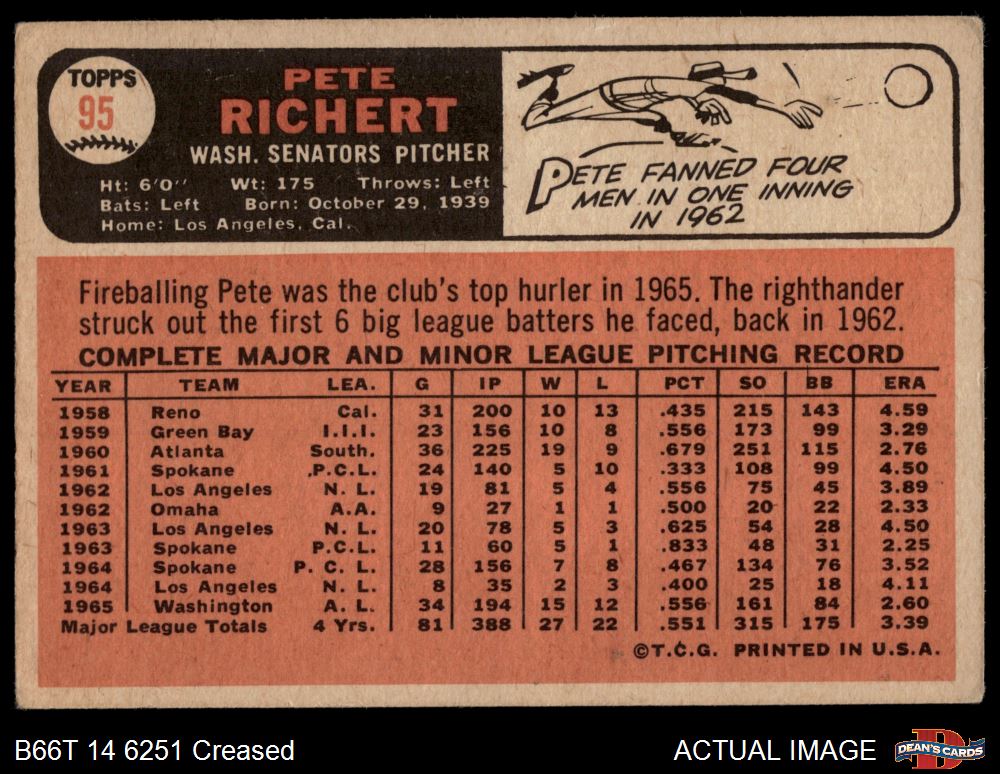 TOPPS
95
PETE
RICHERT
WASH. SENATORS PITCHER
Ht: 6'0" Wt: 175 Throws: Left
Bats: Left Born: October 29, 1939
Home: Los Angeles, Cal.
PETE FANNED FOUR
MEN IN ONE INNING
IN 1962
Fireballing Pete was the club's top hurler in 1965. The righthander
struck out the first 6 big league batters he faced, back in 1962.
COMPLETE MAJOR AND MINOR LEAGUE PITCHING RECORD
YEAR TEAM LEA. G IP W L PCT SO BB ERA
1958 Reno Cal. 31 200 10 13 .435 215 143 4.59
1959 Green Bay I.I.I. 23 156 10 8 .556 173 99 3.29
1960 Atlanta South. 36 225 19 9 .679 251 115 2.76
1961 Spokane P.C.L. 24 140 5 10 .333 108 99 4.50
1962 Los Angeles N. L. 19 81 5 4 .556 75 45 3.89
1962 Omaha A.A. 9 27 1 1 .500 20 22 2.33
1963 Los Angeles N. L. 20 78 5 3 .625 54 28 4.50
1963 Spokane P.C.L. 11 60 5 1 .833 48 31 2.25
1964 Spokane P. C. L. 28 156 7 8 .467 134 76 3.52
1964 Los Angeles N. L. 8 35 2 3 .400 25 18 4.11
1965 Washington A. L. 34 194 15 12 .556 161 84 2.60
Major League Totals 4 Yrs. 81 388 27 22 .551 315 175 3.39
©T.C.G. PRINTED IN U.S.A.
B66T 14 6251 Creased
ACTUAL IMAGE
D
DEAN'S CARDS